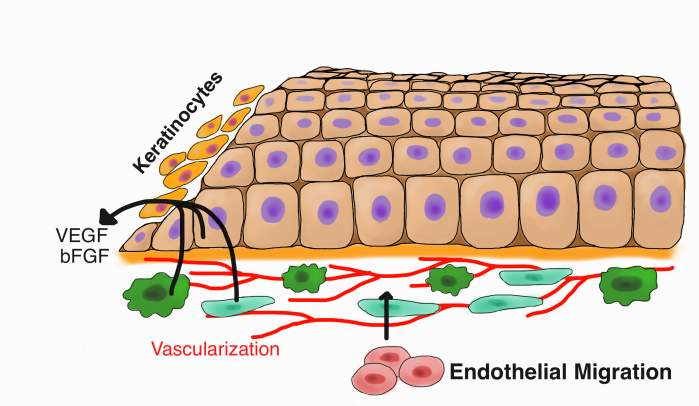 Keratinocytes
VEGF
bFGF
Vascularization
Endothelial Migration